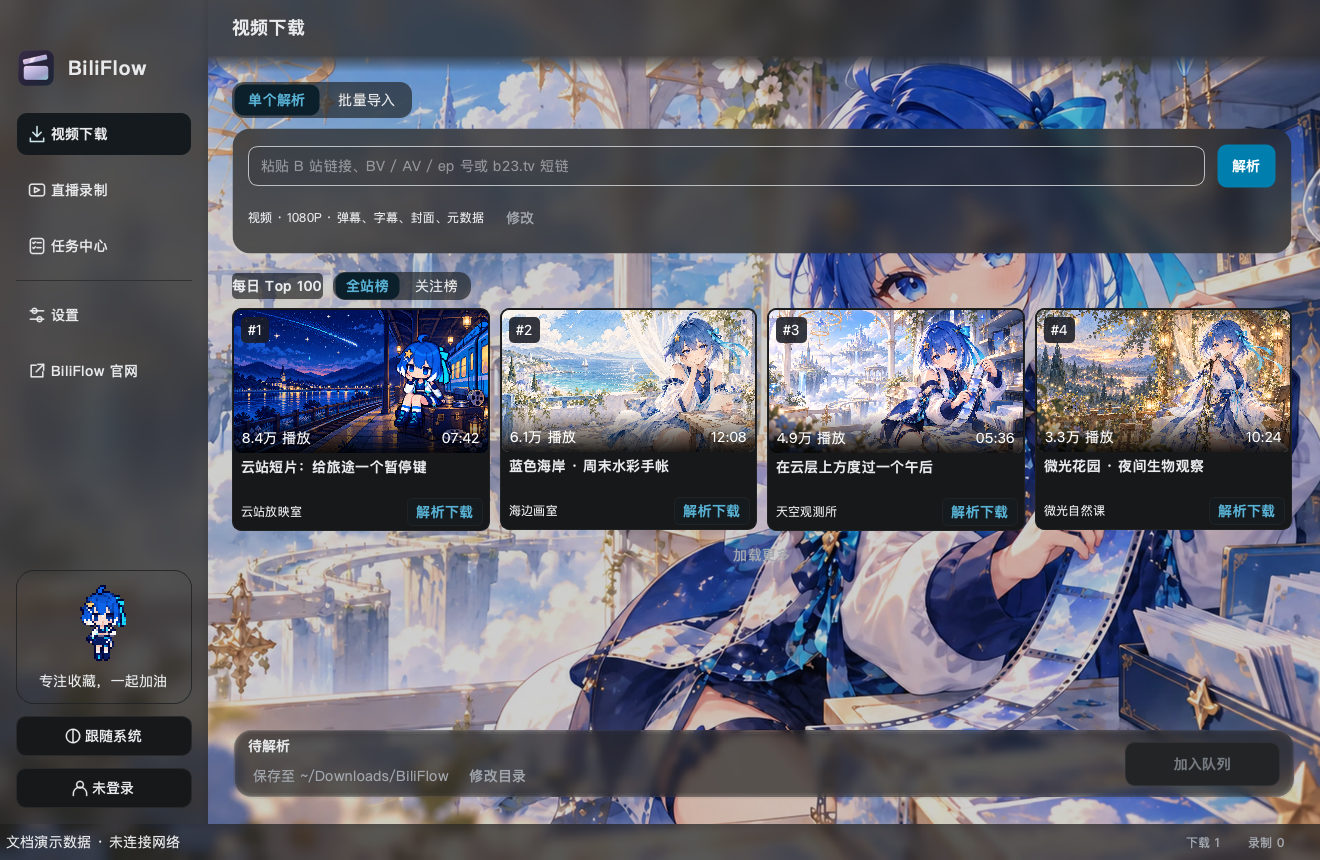 BiliFlow
视频下载
直播录制
任务中心
设置
BiliFlow 官网
专注收藏，一起加油
跟随系统
未登录
视频下载
单个解析
批量导入
粘贴 B 站链接、BV / AV / ep 号或 b23.tv 短链
解析
视频 · 1080P · 弹幕、字幕、封面、元数据
修改
每日 Top 100
全站榜
关注榜
#1
8.4万 播放
07:42
云站短片：给旅途一个暂停键
云站放映室
解析下载
#2
6.1万 播放
12:08
蓝色海岸 · 周末水彩手帐
海边画室
解析下载
#3
4.9万 播放
05:36
在云层上方度过一个午后
天空观测所
解析下载
#4
3.3万 播放
10:24
微光花园 · 夜间生物观察
微光自然课
解析下载
加载更多
待解析
保存至 ~/Downloads/BiliFlow
修改目录
加入队列
文档演示数据 · 未连接网络
下载 1
录制 0